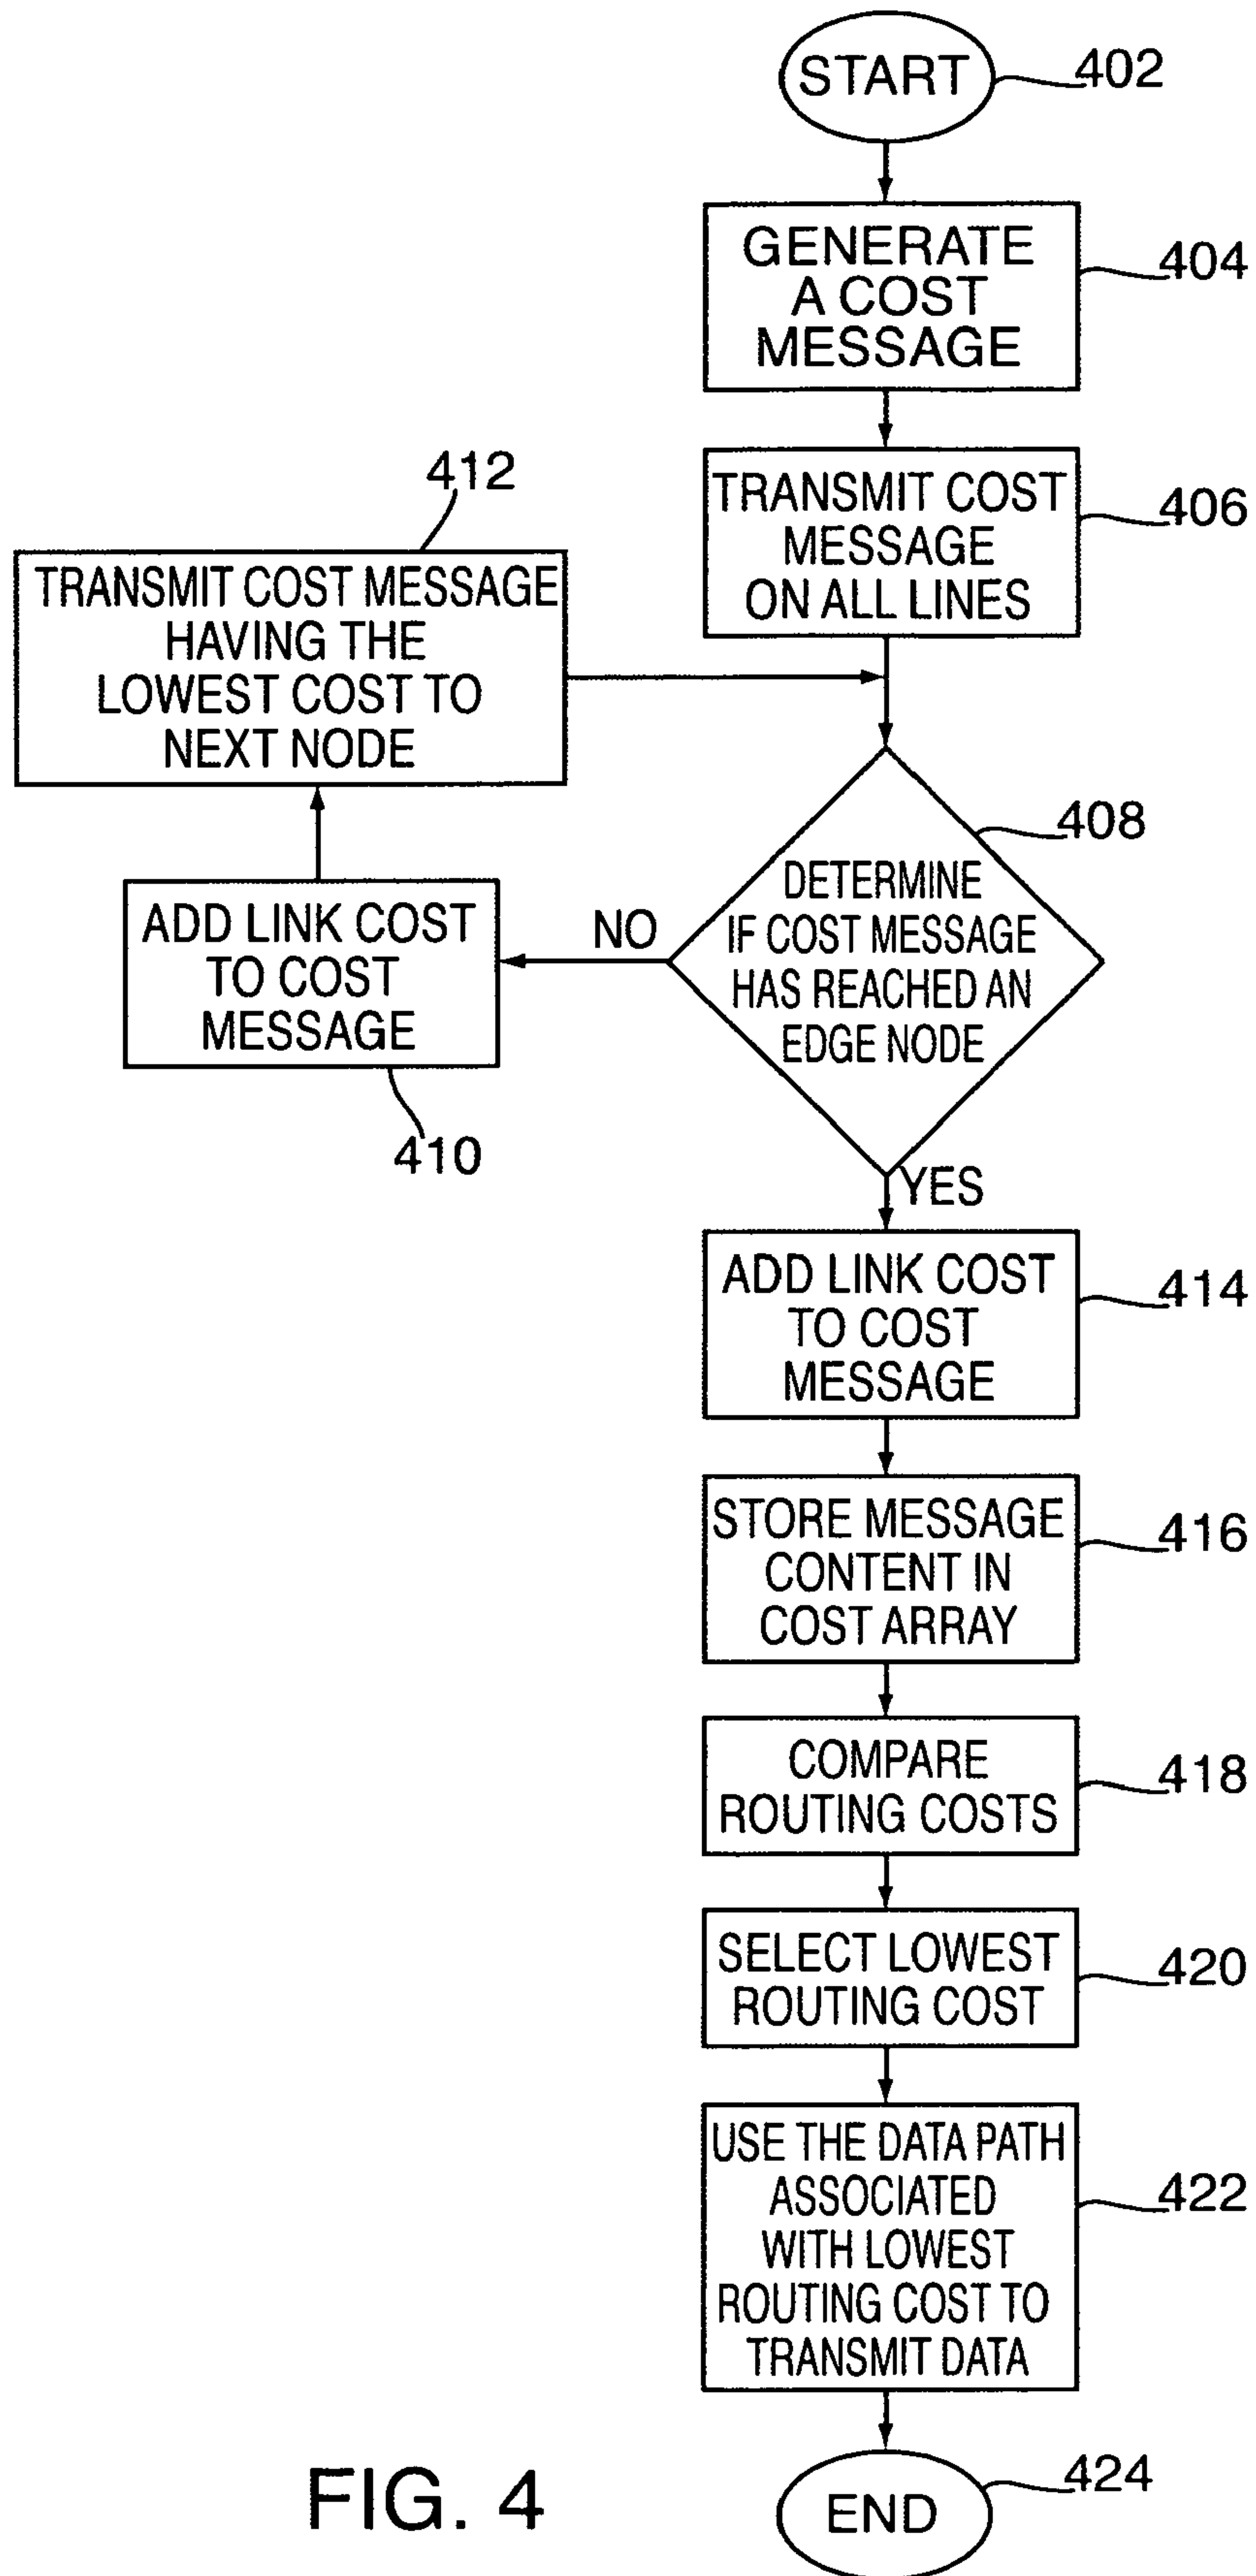 START
402
GENERATE
A COST
MESSAGE
404
TRANSMIT COST
MESSAGE
ON ALL LINES
406
412
TRANSMIT COST MESSAGE
HAVING THE
LOWEST COST TO
NEXT NODE
408
DETERMINE
IF COST MESSAGE
HAS REACHED AN
EDGE NODE
NO
ADD LINK COST
TO COST
MESSAGE
410
YES
ADD LINK COST
TO COST
MESSAGE
414
STORE MESSAGE
CONTENT IN
COST ARRAY
416
COMPARE
ROUTING COSTS
418
SELECT LOWEST
ROUTING COST
420
USE THE DATA PATH
ASSOCIATED
WITH LOWEST
ROUTING COST TO
TRANSMIT DATA
422
END
424
FIG. 4